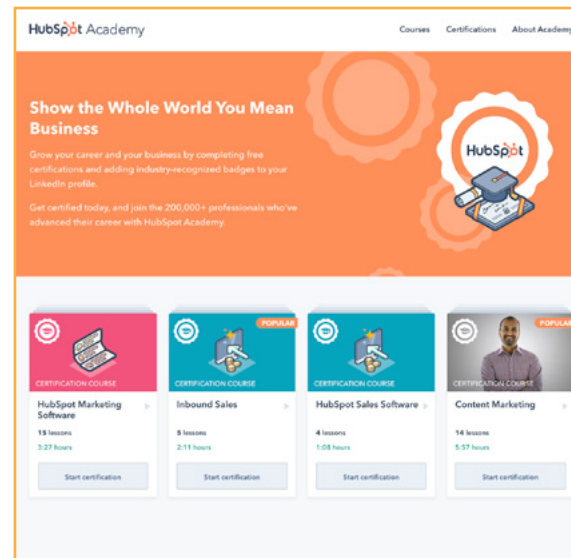 HubSpot Academy
Courses Certifications About Academy
Show the Whole World You Mean
Business
Grow your career and your business by completing free
certifications and adding industry-recognized badges to your
LinkedIn profile.
Get certified today, and join the 200,000+ professionals who've
advanced their career with HubSpot Academy.
HubSpot
POPULAR
POPULAR
CERTIFICATION COURSE
CERTIFICATION COURSE
CERTIFICATION COURSE
CERTIFICATION COURSE
HubSpot Marketing
Software
15 lessons
3:27 hours
Start certification
Inbound Sales
5 lessons
2:11 hours
Start certification
HubSpot Sales Software
4 lessons
1:08 hours
Start certification
Content Marketing
14 lessons
5:57 hours
Start certification